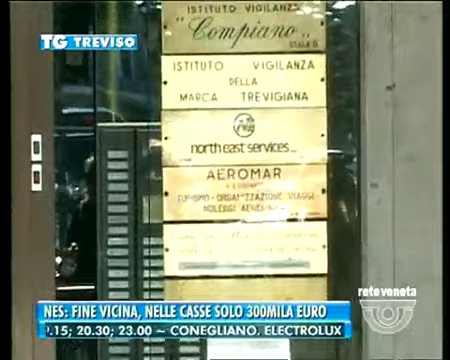 ISTITUTO VIGILANZA
"Compiano"
SCALA G
TG TREVISO
ISTITUTO VIGILANZA
DELLA
MARCA TREVIGIANA
north east services
AEROMAR
TURISMO - ORGANIZZAZIONE VIAGGI
NOLEGGI AEREI
reteveneta
NES: FINE VICINA, NELLE CASSE SOLO 300MILA EURO
.15; 20.30; 23.00 ~ CONEGLIANO. ELECTROLUX